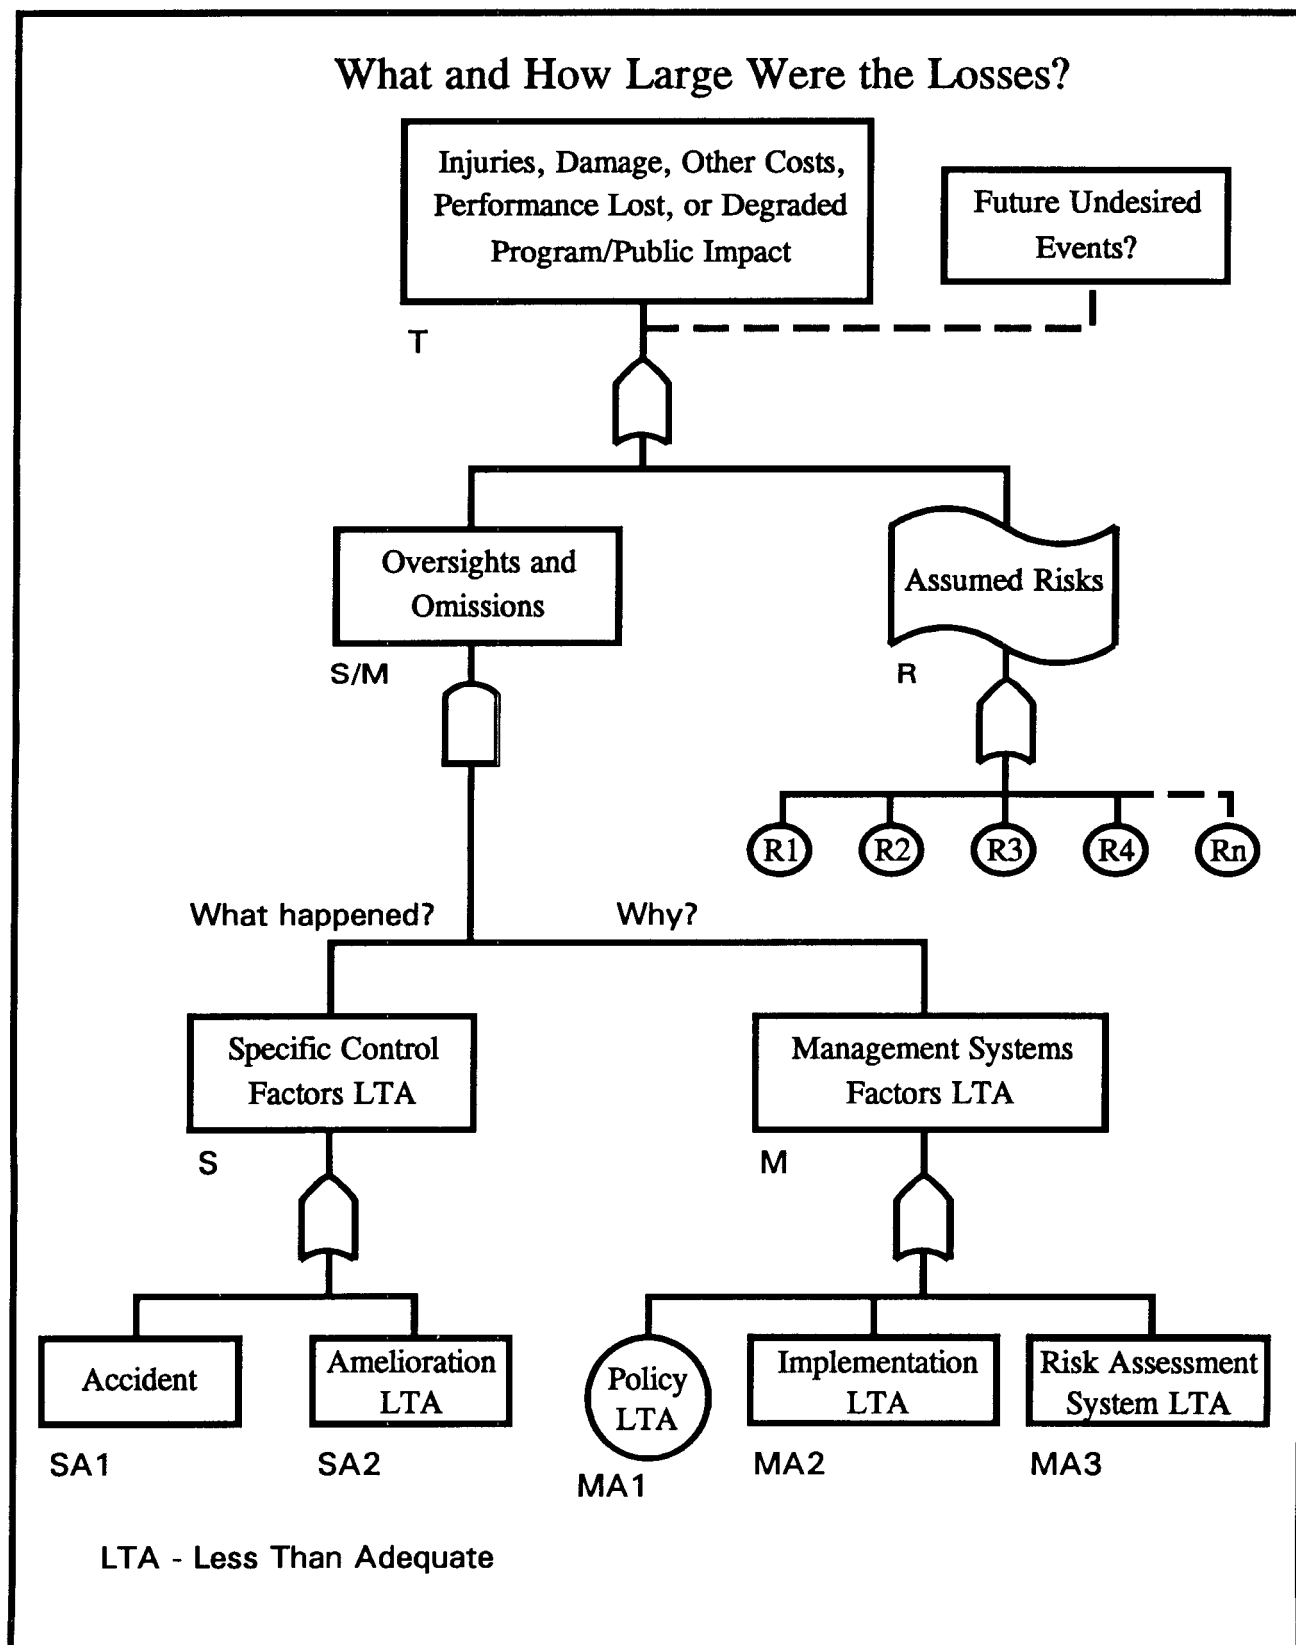 What and How Large Were the Losses?
Injuries, Damage, Other Costs,
Performance Lost, or Degraded
Program/Public Impact
Future Undesired
Events?
T
Oversights and
Omissions
Assumed Risks
S/M
R
R1 R2 R3 R4 Rn
What happened? Why?
Specific Control
Factors LTA
Management Systems
Factors LTA
S
M
Accident
Amelioration
LTA
Policy
LTA
Implementation
LTA
Risk Assessment
System LTA
SA1
SA2
MA1
MA2
MA3
LTA - Less Than Adequate